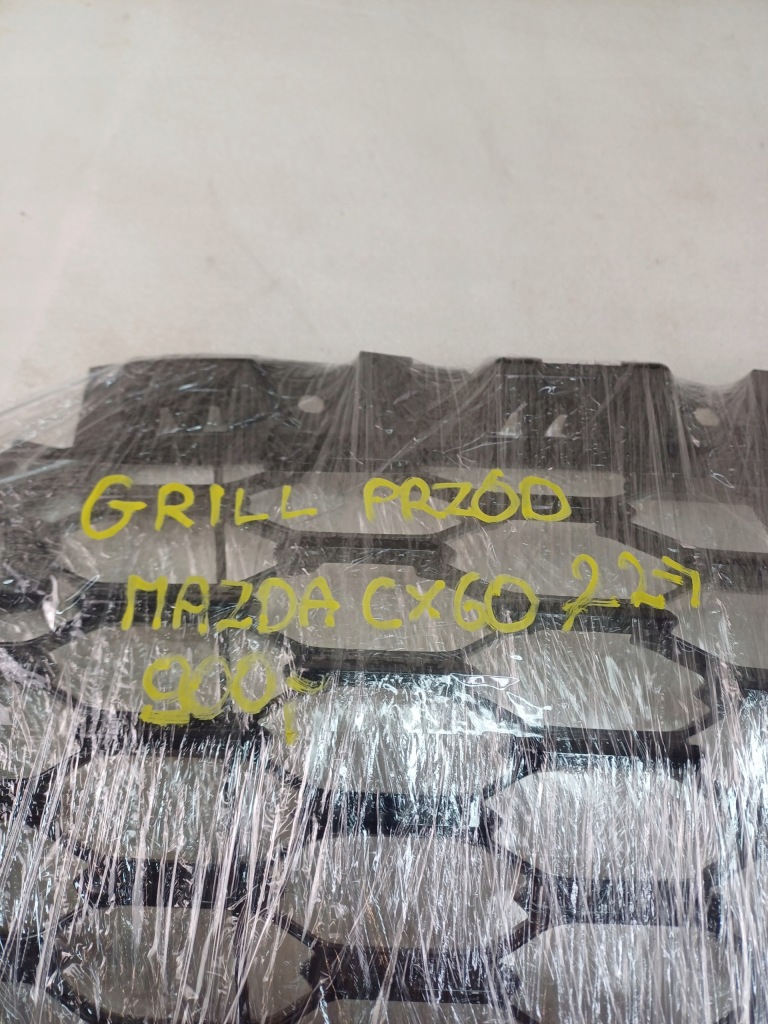 GRILL PRZÓD
MAZDA CX60 22→
900,-